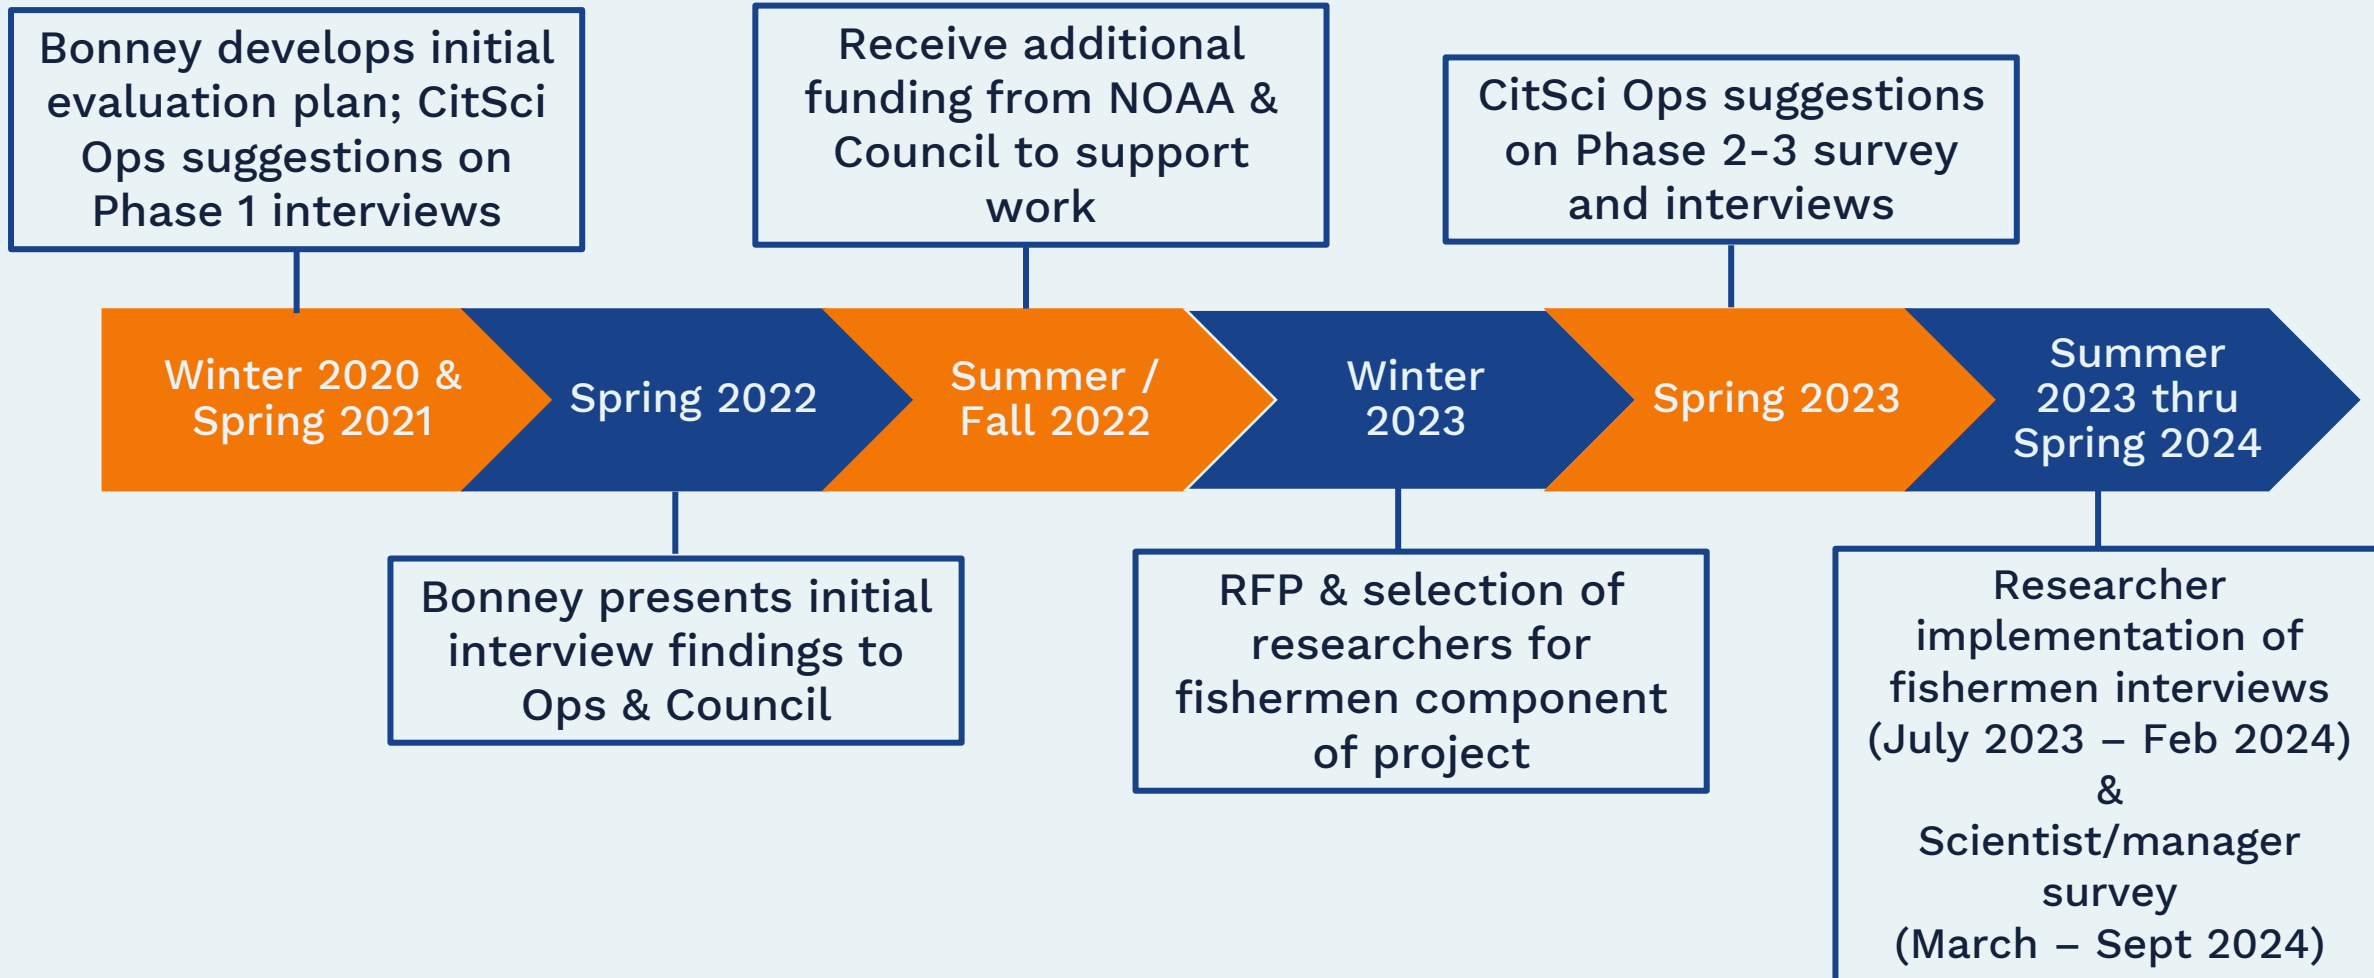 Bonney develops initial
evaluation plan; CitSci
Ops suggestions on
Phase 1 interviews
Receive additional
funding from NOAA &
Council to support
work
CitSci Ops suggestions
on Phase 2-3 survey
and interviews
Winter 2020 &
Spring 2021
Spring 2022
Summer /
Fall 2022
Winter
2023
Spring 2023
Summer
2023 thru
Spring 2024
Bonney presents initial
interview findings to
Ops & Council
RFP & selection of
researchers for
fishermen component
of project
Researcher
implementation of
fishermen interviews
(July 2023 – Feb 2024)
&
Scientist/manager
survey
(March – Sept 2024)